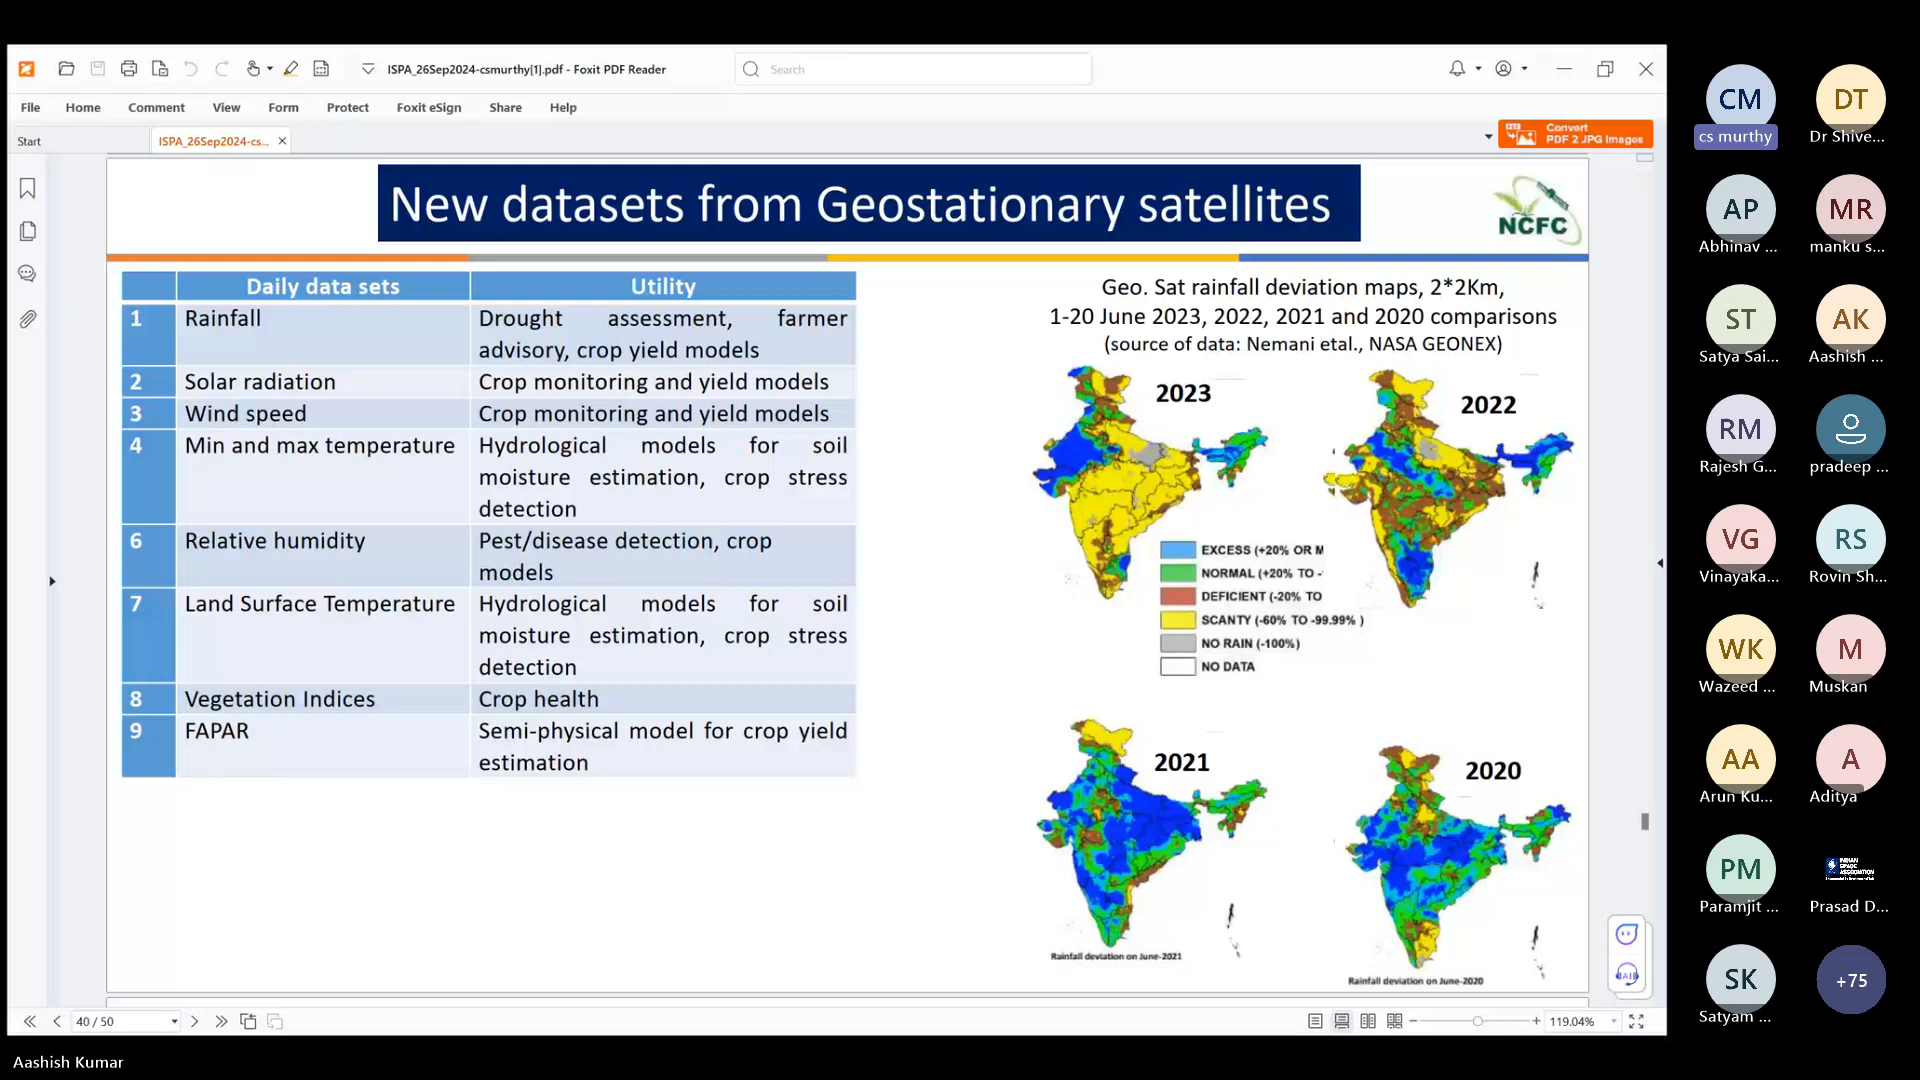 ISPA_26Sep2024-csmurthy[1].pdf - Foxit PDF Reader
Search
File Home Comment View Form Protect Foxit eSign Share Help
Start
ISPA_26Sep2024-cs...
Convert
PDF 2 JPG Images
New datasets from Geostationary satellites
NCFC
Daily data sets Utility
1 Rainfall Drought assessment, farmer
advisory, crop yield models
2 Solar radiation Crop monitoring and yield models
3 Wind speed Crop monitoring and yield models
4 Min and max temperature Hydrological models for soil
moisture estimation, crop stress
detection
6 Relative humidity Pest/disease detection, crop
models
7 Land Surface Temperature Hydrological models for soil
moisture estimation, crop stress
detection
8 Vegetation Indices Crop health
9 FAPAR Semi-physical model for crop yield
estimation
Geo. Sat rainfall deviation maps, 2*2Km,
1-20 June 2023, 2022, 2021 and 2020 comparisons
(source of data: Nemani etal., NASA GEONEX)
2023
2022
EXCESS (+20% OR M
NORMAL (+20% TO -
DEFICIENT (-20% TO
SCANTY (-60% TO -99.99% )
NO RAIN (-100%)
NO DATA
2021
2020
Rainfall deviation on June-2021
Rainfall deviation on June-2020
40 / 50
119.04%
CM
cs murthy
DT
Dr Shive...
AP
Abhinav ...
MR
manku s...
ST
Satya Sai...
AK
Aashish ...
RM
Rajesh G...
pradeep ...
VG
Vinayaka...
RS
Rovin Sh...
WK
Wazeed ...
M
Muskan
AA
Arun Ku...
A
Aditya
PM
Paramjit ...
INDIAN
SPACE
ASSOCIATION
Prasad D...
SK
Satyam ...
+75
Aashish Kumar